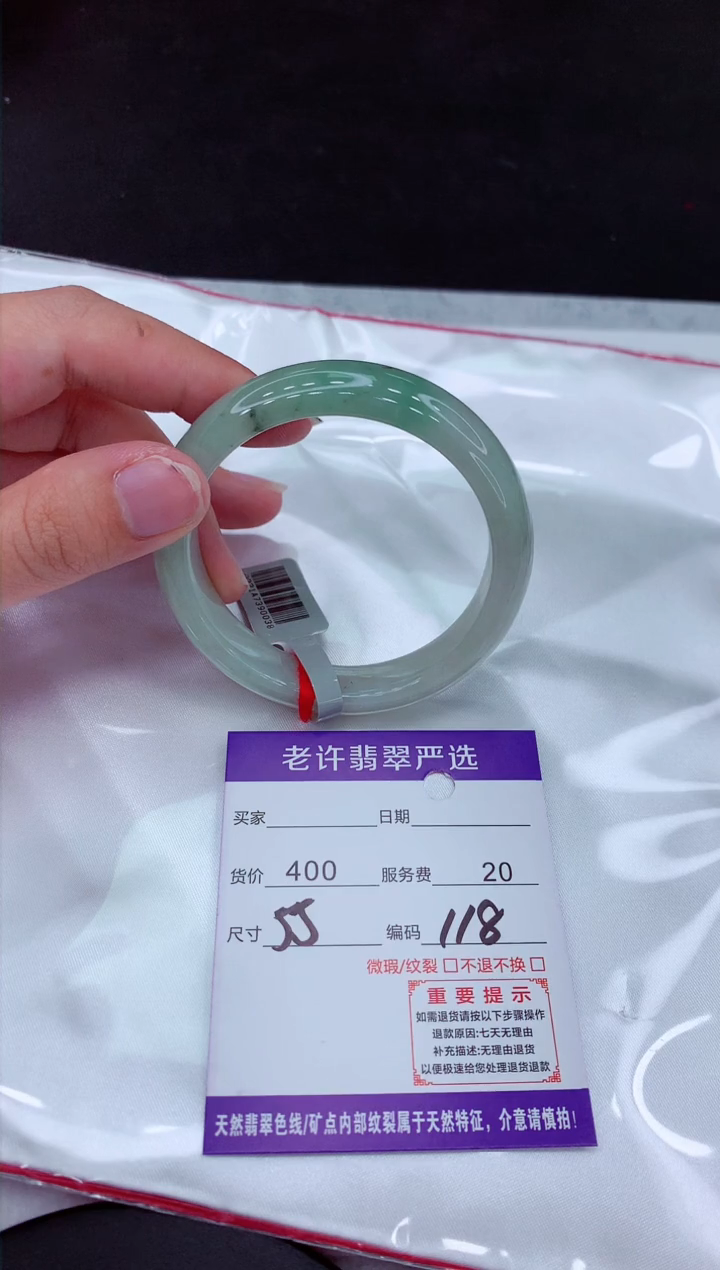 老许翡翠严选
买家 日期
货价 400 服务费 20
尺寸 55 编码 118
微瑕/纹裂 □ 不退不换 □
重要提示
如需退货请按以下步骤操作
退款原因:七天无理由
补充描述:无理由退货
以便极速给您处理退货退款
天然翡翠色线/矿点内部纹裂属于天然特征，介意请慎拍！